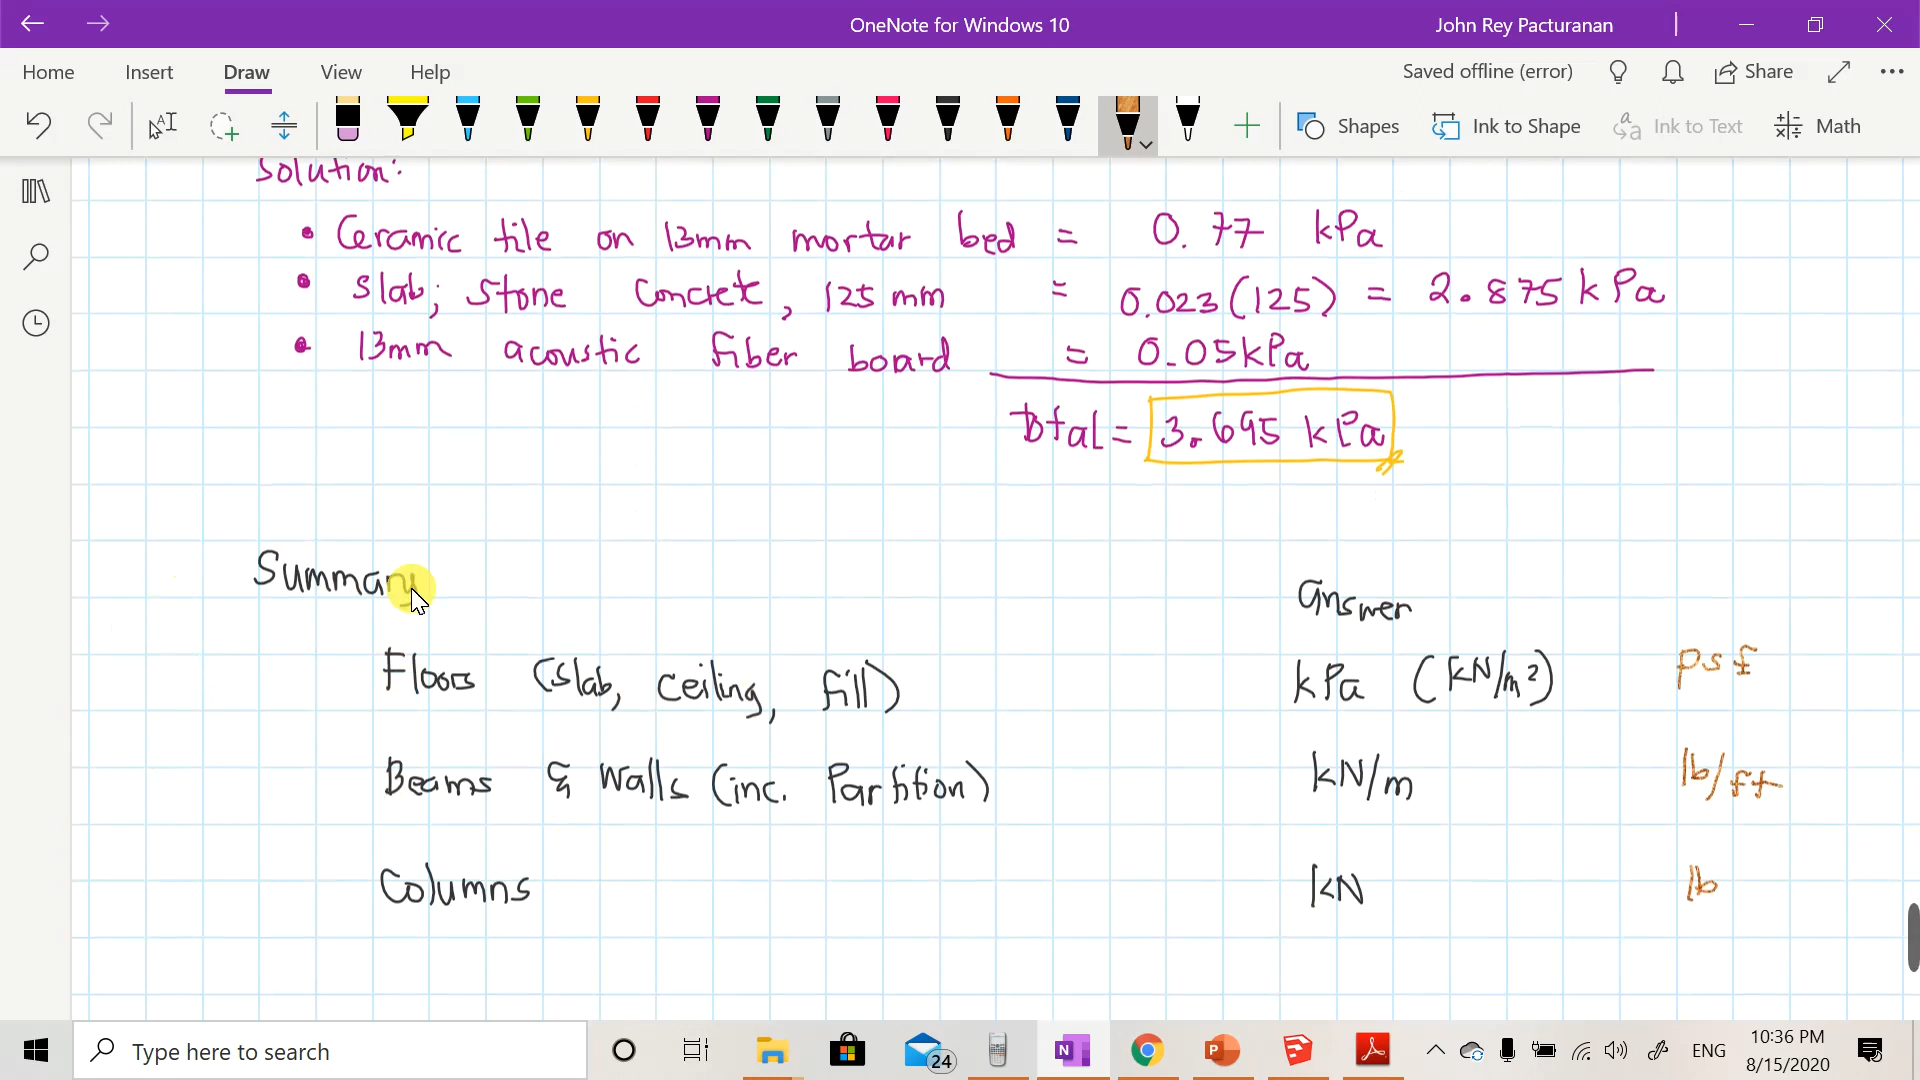 OneNote for Windows 10
John Rey Pacturanan
Home Insert Draw View Help
Saved offline (error) Share
Shapes Ink to Shape Ink to Text Math
Solution:
• Ceramic tile on 13mm mortar bed = 0.77 kPa
• Slab; Stone Concrete, 125 mm = 0.023(125) = 2.875 kPa
• 13mm acoustic fiber board = 0.05kPa
total = 3.695 kPa
Summary
Answer
Floors (slab, ceiling, fill) kPa (kN/m²) psf
Beams & Walls (inc. Partition) kN/m lb/ft
Columns kN lb
Type here to search
24
ENG
10:36 PM
8/15/2020